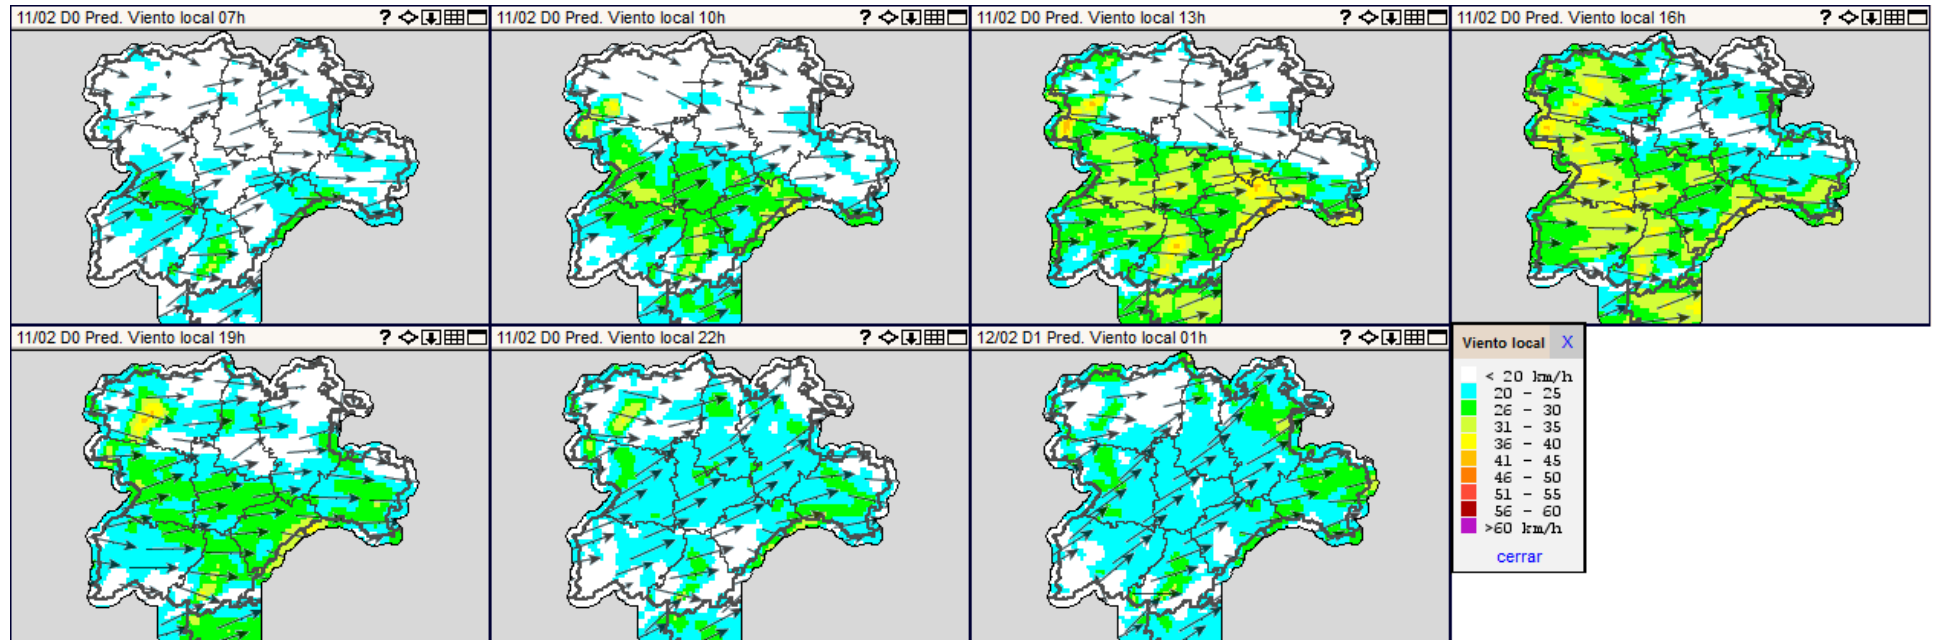 11/02 D0 Pred. Viento local 07h ?
11/02 D0 Pred. Viento local 10h ?
11/02 D0 Pred. Viento local 13h ?
11/02 D0 Pred. Viento local 16h ?
11/02 D0 Pred. Viento local 19h ?
11/02 D0 Pred. Viento local 22h ?
12/02 D1 Pred. Viento local 01h ?
Viento local X
< 20 km/h
20 - 25
26 - 30
31 - 35
36 - 40
41 - 45
46 - 50
51 - 55
56 - 60
>60 km/h
cerrar